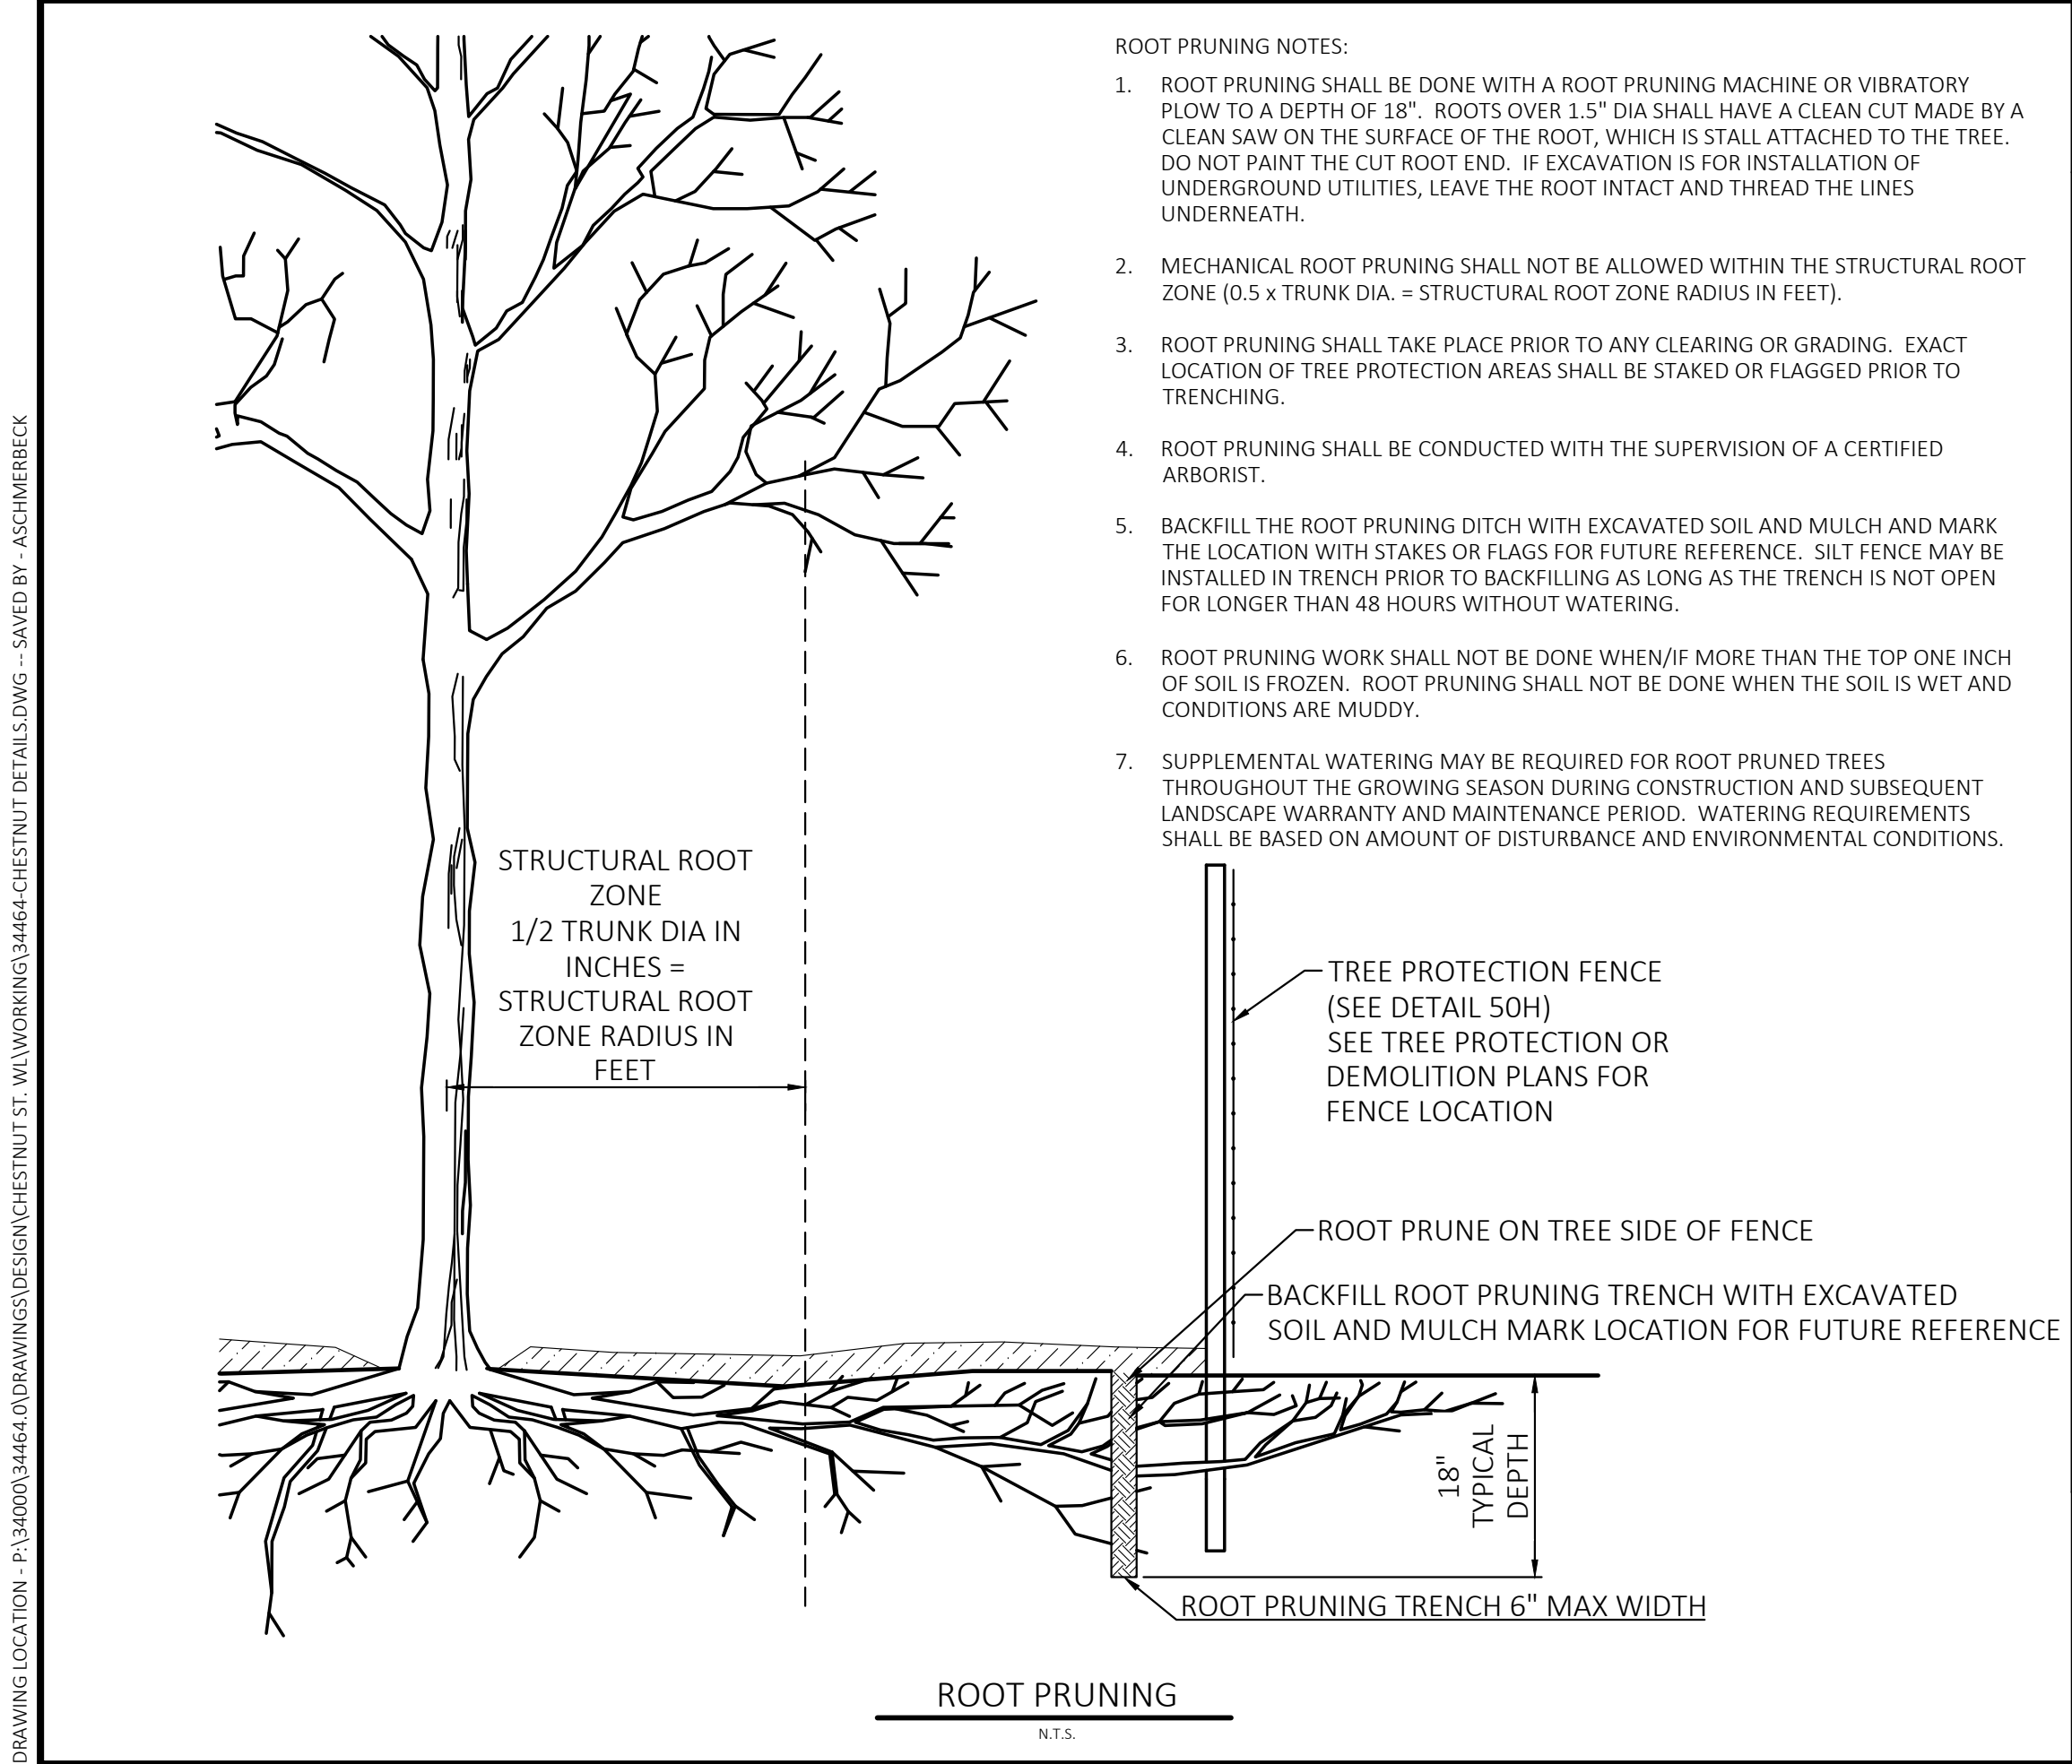 ROOT PRUNING NOTES:
1. ROOT PRUNING SHALL BE DONE WITH A ROOT PRUNING MACHINE OR VIBRATORY
PLOW TO A DEPTH OF 18". ROOTS OVER 1.5" DIA SHALL HAVE A CLEAN CUT MADE BY A
CLEAN SAW ON THE SURFACE OF THE ROOT, WHICH IS STALL ATTACHED TO THE TREE.
DO NOT PAINT THE CUT ROOT END. IF EXCAVATION IS FOR INSTALLATION OF
UNDERGROUND UTILITIES, LEAVE THE ROOT INTACT AND THREAD THE LINES
UNDERNEATH.
2. MECHANICAL ROOT PRUNING SHALL NOT BE ALLOWED WITHIN THE STRUCTURAL ROOT
ZONE (0.5 x TRUNK DIA. = STRUCTURAL ROOT ZONE RADIUS IN FEET).
3. ROOT PRUNING SHALL TAKE PLACE PRIOR TO ANY CLEARING OR GRADING. EXACT
LOCATION OF TREE PROTECTION AREAS SHALL BE STAKED OR FLAGGED PRIOR TO
TRENCHING.
4. ROOT PRUNING SHALL BE CONDUCTED WITH THE SUPERVISION OF A CERTIFIED
ARBORIST.
5. BACKFILL THE ROOT PRUNING DITCH WITH EXCAVATED SOIL AND MULCH AND MARK
THE LOCATION WITH STAKES OR FLAGS FOR FUTURE REFERENCE. SILT FENCE MAY BE
INSTALLED IN TRENCH PRIOR TO BACKFILLING AS LONG AS THE TRENCH IS NOT OPEN
FOR LONGER THAN 48 HOURS WITHOUT WATERING.
6. ROOT PRUNING WORK SHALL NOT BE DONE WHEN/IF MORE THAN THE TOP ONE INCH
OF SOIL IS FROZEN. ROOT PRUNING SHALL NOT BE DONE WHEN THE SOIL IS WET AND
CONDITIONS ARE MUDDY.
7. SUPPLEMENTAL WATERING MAY BE REQUIRED FOR ROOT PRUNED TREES
THROUGHOUT THE GROWING SEASON DURING CONSTRUCTION AND SUBSEQUENT
LANDSCAPE WARRANTY AND MAINTENANCE PERIOD. WATERING REQUIREMENTS
SHALL BE BASED ON AMOUNT OF DISTURBANCE AND ENVIRONMENTAL CONDITIONS.
STRUCTURAL ROOT
ZONE
1/2 TRUNK DIA IN
INCHES =
STRUCTURAL ROOT
ZONE RADIUS IN
FEET
TREE PROTECTION FENCE
(SEE DETAIL 50H)
SEE TREE PROTECTION OR
DEMOLITION PLANS FOR
FENCE LOCATION
ROOT PRUNE ON TREE SIDE OF FENCE
BACKFILL ROOT PRUNING TRENCH WITH EXCAVATED
SOIL AND MULCH MARK LOCATION FOR FUTURE REFERENCE
18"
TYPICAL
DEPTH
ROOT PRUNING TRENCH 6" MAX WIDTH
ROOT PRUNING
N.T.S.
DRAWING LOCATION - P:\34000\34464.0\DRAWINGS\DESIGN\CHESTNUT ST. WL\WORKING\34464-CHESTNUT DETAILS.DWG -- SAVED BY - ASCHMERBECK